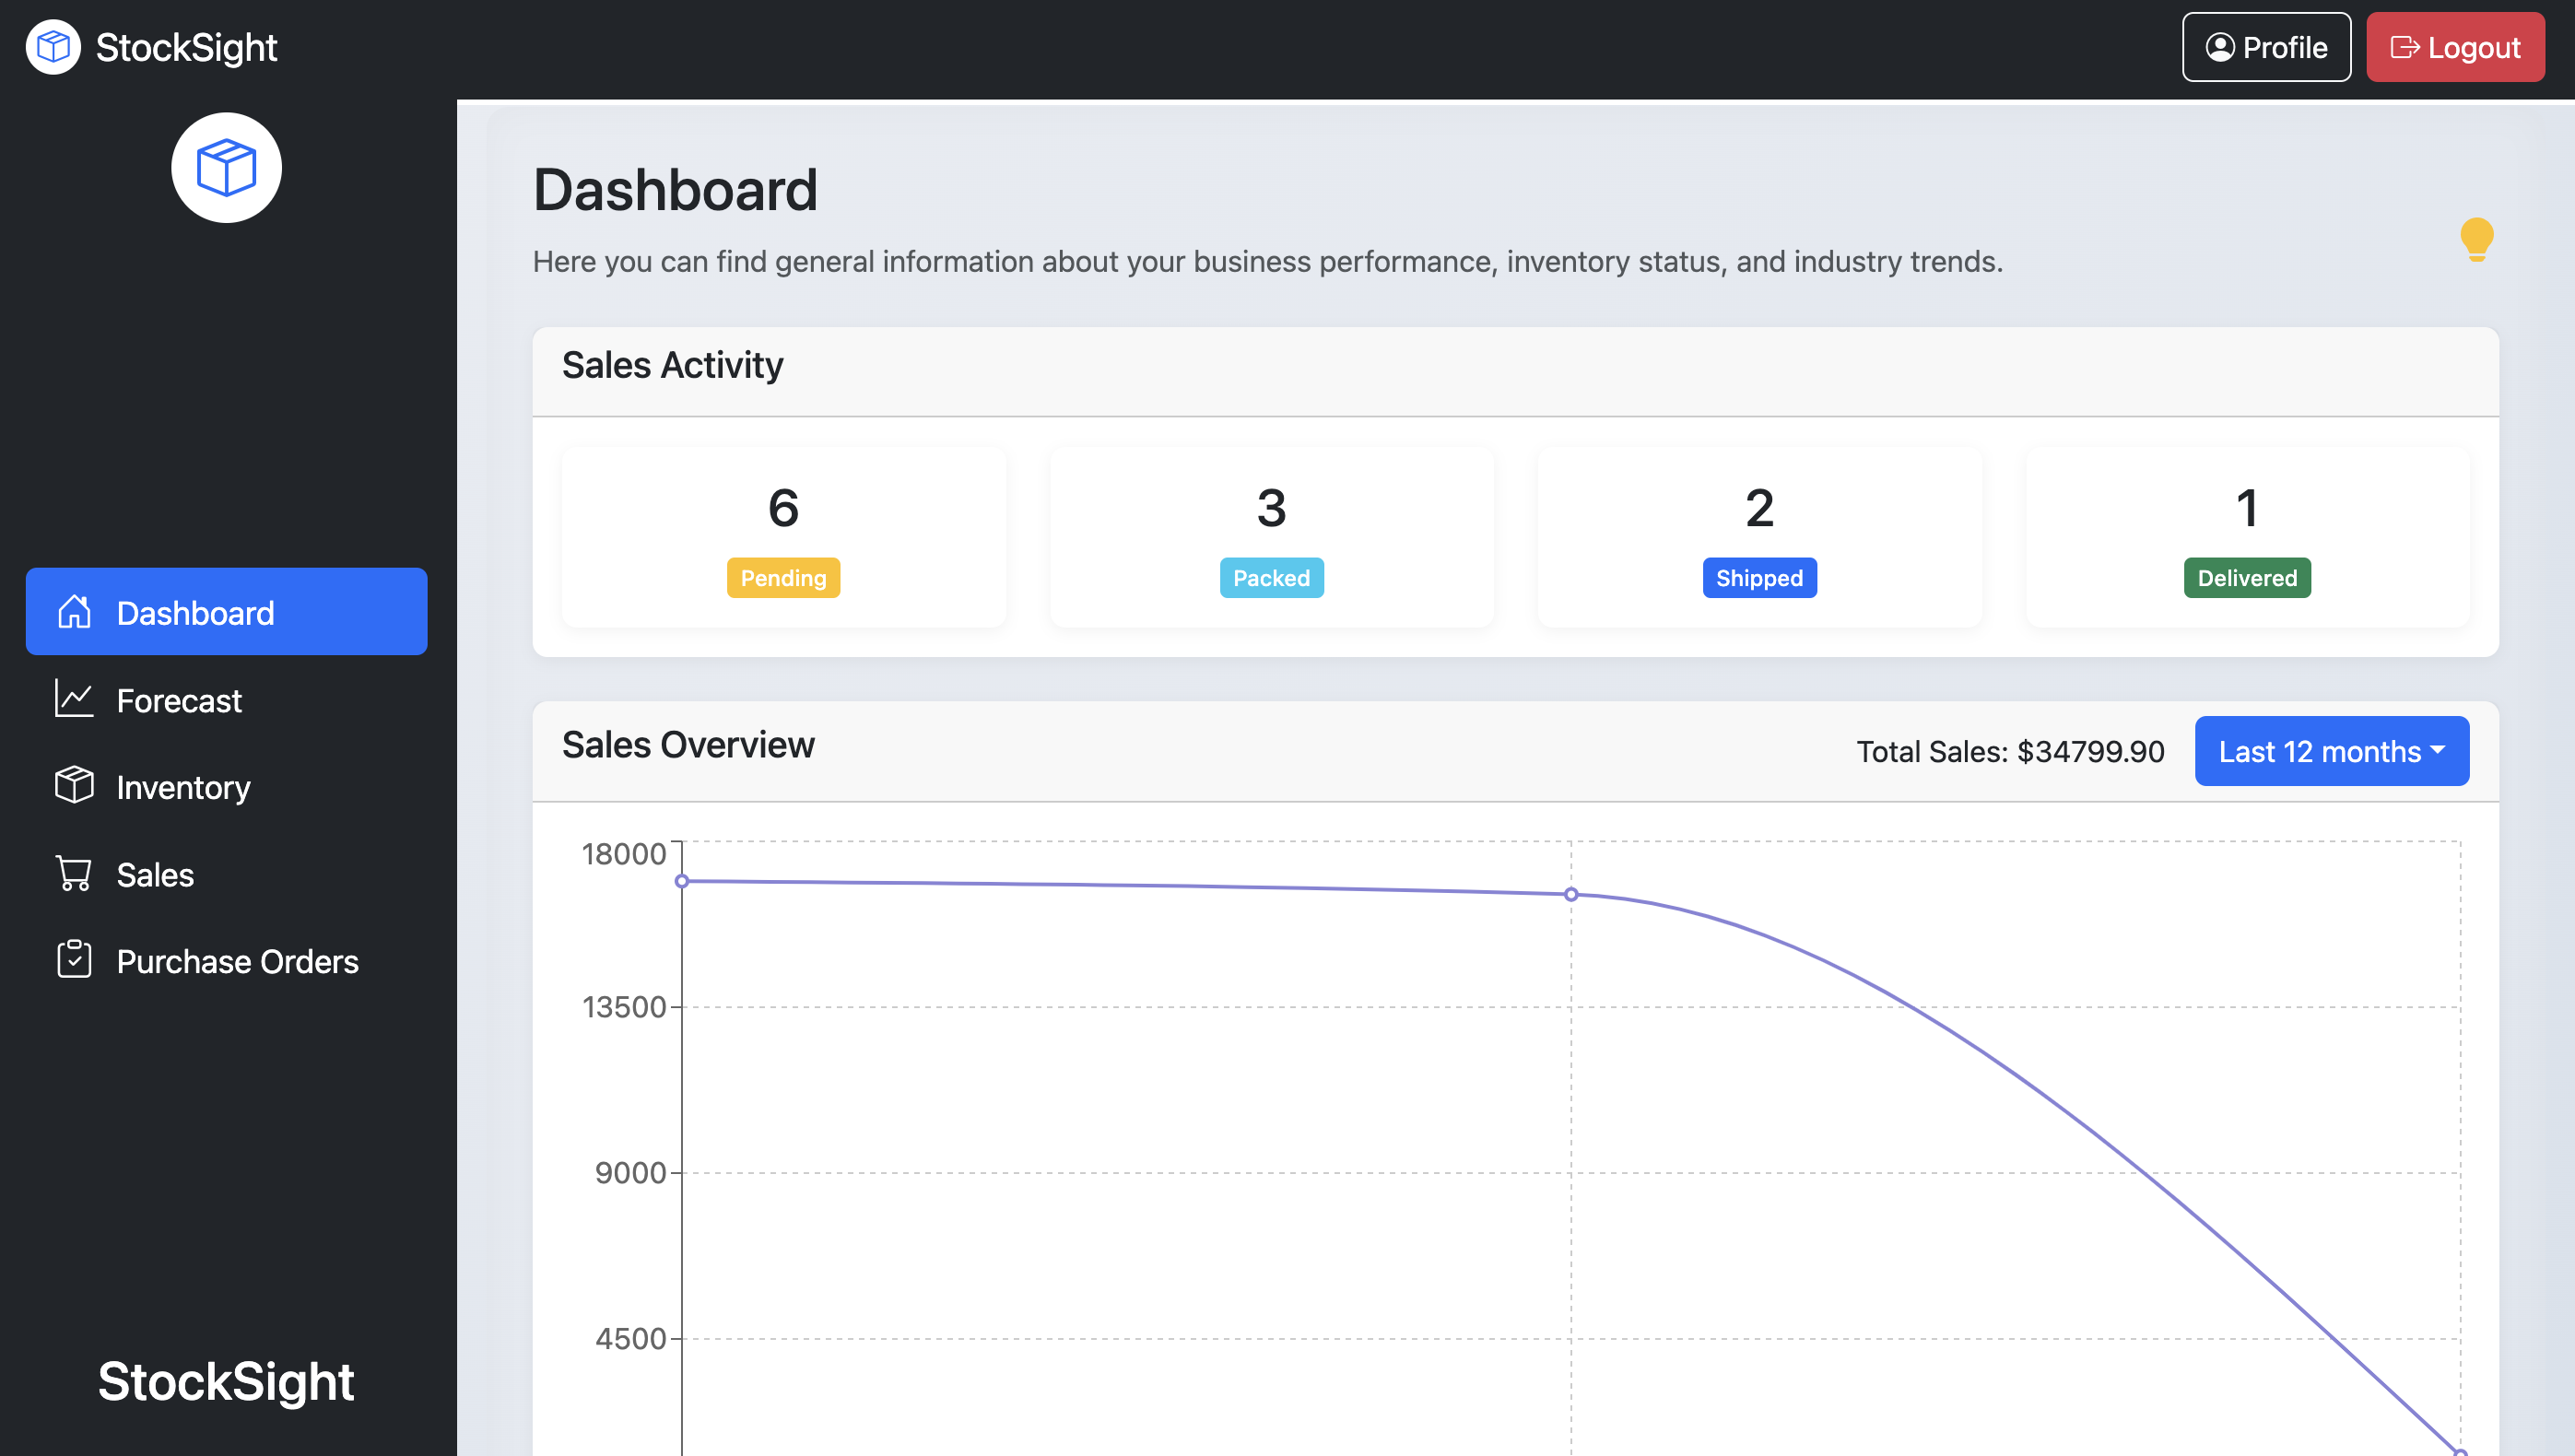 StockSight
Profile
Logout
Dashboard
Here you can find general information about your business performance, inventory status, and industry trends.
Sales Activity
6
Pending
3
Packed
2
Shipped
1
Delivered
Dashboard
Forecast
Inventory
Sales
Purchase Orders
StockSight
Sales Overview
Total Sales: $34799.90
Last 12 months
18000
13500
9000
4500